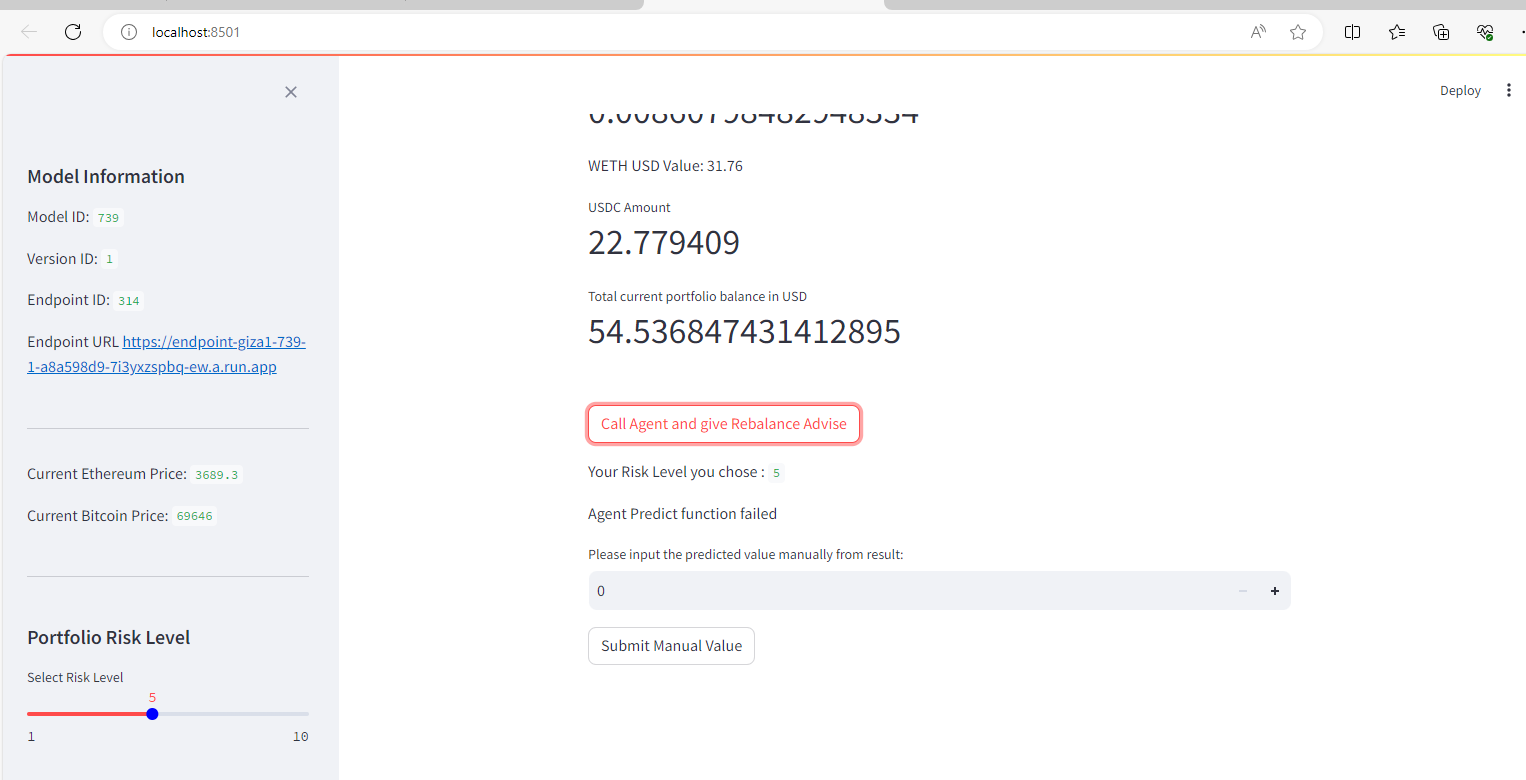 localhost:8501
Deploy
Model Information
Model ID: 739
Version ID: 1
Endpoint ID: 314
Endpoint URL https://endpoint-giza1-739-
1-a8a598d9-7i3yxzspbq-ew.a.run.app
Current Ethereum Price: 3689.3
Current Bitcoin Price: 69646
Portfolio Risk Level
Select Risk Level
5
1 10
WETH USD Value: 31.76
USDC Amount
22.779409
Total current portfolio balance in USD
54.536847431412895
Call Agent and give Rebalance Advise
Your Risk Level you chose : 5
Agent Predict function failed
Please input the predicted value manually from result:
0
Submit Manual Value